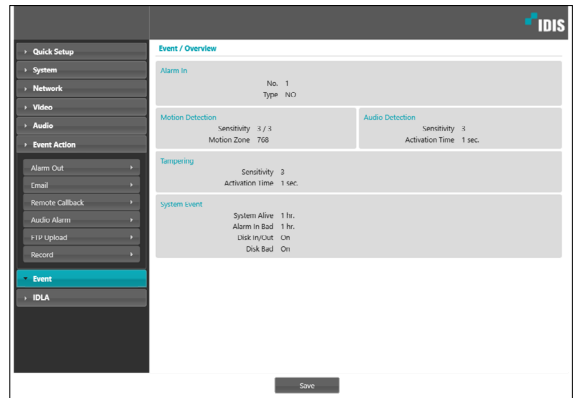 IDIS
Quick Setup
System
Network
Video
Audio
Event Action
Alarm Out
Email
Remote Callback
Audio Alarm
FTP Upload
Record
Event
IDLA
Event / Overview
Alarm In
No. 1
Type NO
Motion Detection
Sensitivity 3 / 3
Motion Zone 768
Audio Detection
Sensitivity 3
Activation Time 1 sec.
Tampering
Sensitivity 3
Activation Time 1 sec.
System Event
System Alive 1 hr.
Alarm In Bad 1 hr.
Disk In/Out On
Disk Bad On
Save